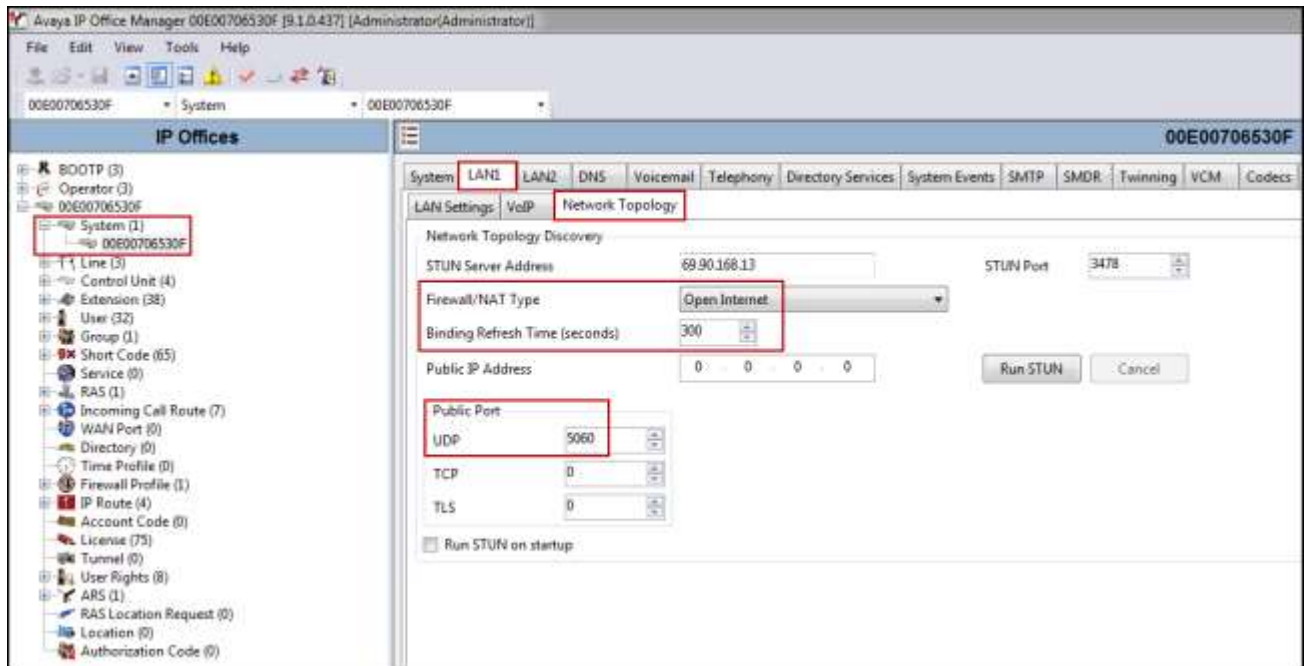 Avaya IP Office Manager 00E00706530F [9.1.0.437] [Administrator(Administrator)]
File Edit View Tools Help
00E00706530F System 00E00706530F
IP Offices
00E00706530F
BOOTP (3)
Operator (3)
00E00706530F
System (1)
00E00706530F
Line (3)
Control Unit (4)
Extension (38)
User (32)
Group (1)
Short Code (65)
Service (0)
RAS (1)
Incoming Call Route (7)
WAN Port (0)
Directory (0)
Time Profile (0)
Firewall Profile (1)
IP Route (4)
Account Code (0)
License (75)
Tunnel (0)
User Rights (8)
ARS (1)
RAS Location Request (0)
Location (0)
Authorization Code (0)
System LAN1 LAN2 DNS Voicemail Telephony Directory Services System Events SMTP SMDR Twinning VCM Codecs
LAN Settings VoIP Network Topology
Network Topology Discovery
STUN Server Address 69.90.168.13 STUN Port 3478
Firewall/NAT Type Open Internet
Binding Refresh Time (seconds) 300
Public IP Address 0 . 0 . 0 . 0 Run STUN Cancel
Public Port
UDP 5060
TCP 0
TLS 0
Run STUN on startup